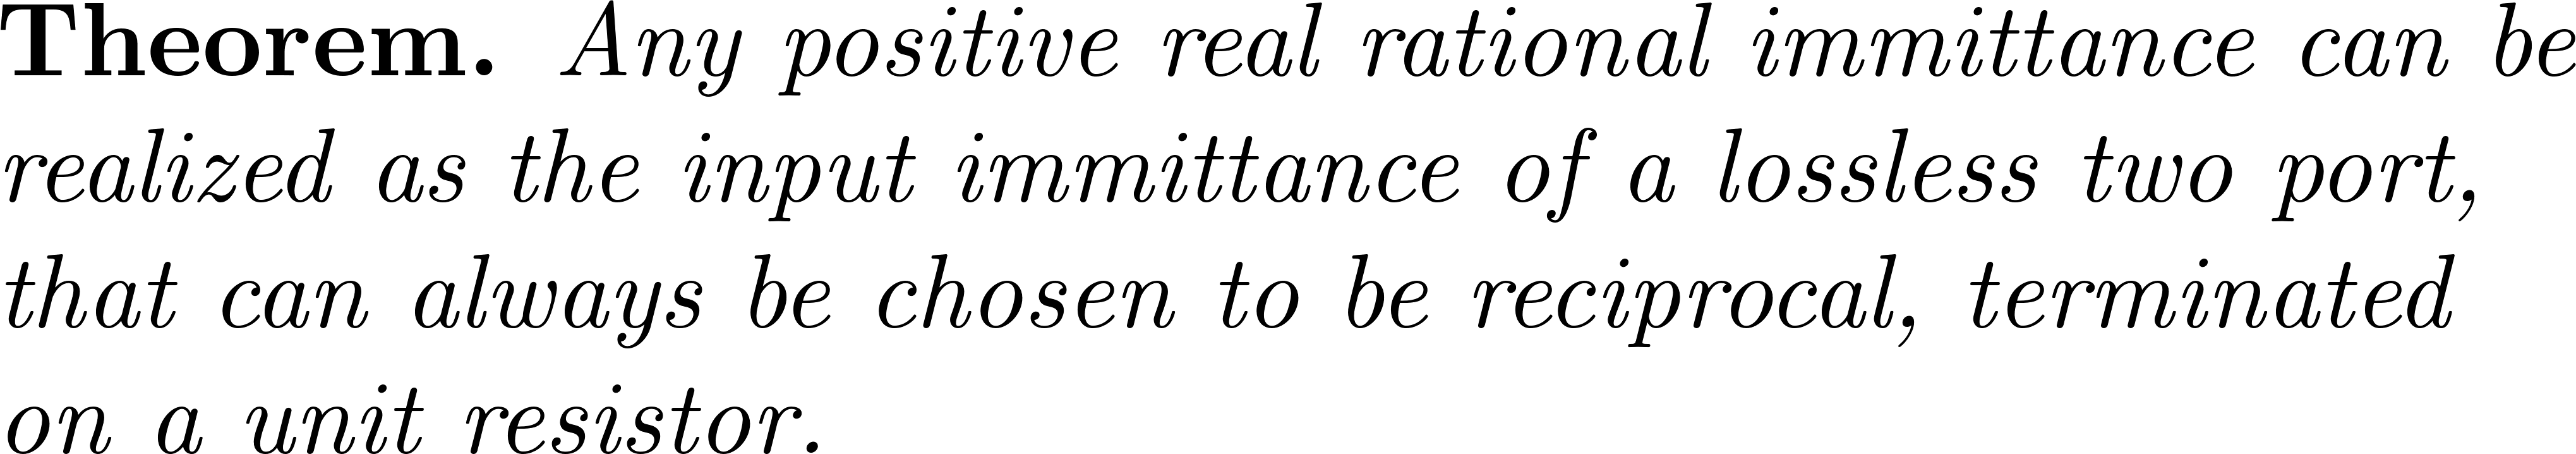 Theorem. Any positive real rational immittance can be
realized as the input immittance of a lossless two port,
that can always be chosen to be reciprocal, terminated
on a unit resistor.